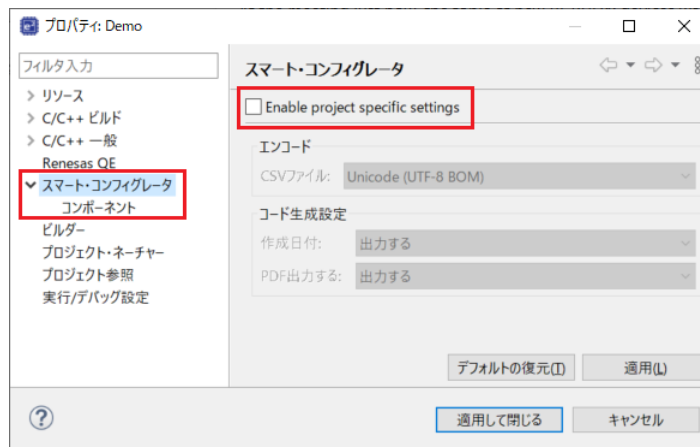 プロパティ: Demo
フィルタ入力
リソース
C/C++ ビルド
C/C++ 一般
Renesas QE
スマート・コンフィグレータ
コンポーネント
ビルダー
プロジェクト・ネーチャー
プロジェクト参照
実行/デバッグ設定
スマート・コンフィグレータ
Enable project specific settings
エンコード
CSVファイル: Unicode (UTF-8 BOM)
コード生成設定
作成日付: 出力する
PDF出力する: 出力する
デフォルトの復元(T) 適用(L)
適用して閉じる キャンセル